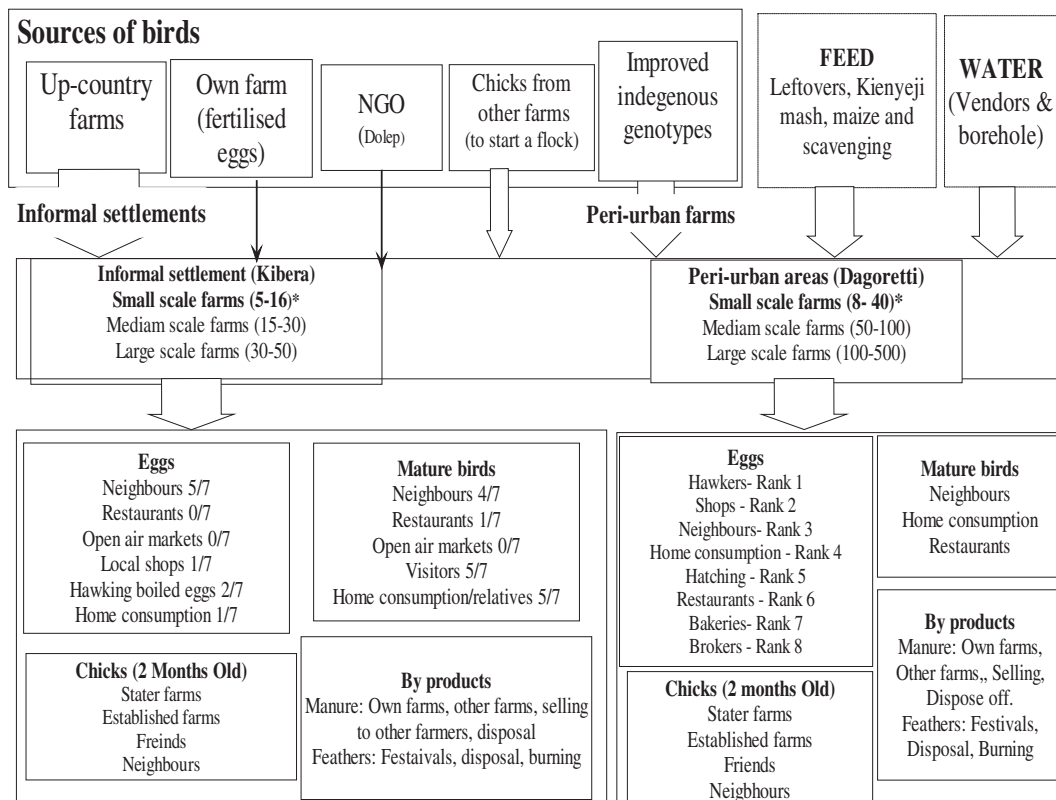 Sources of birds
Up-country
farms
Own farm
(fertilised
eggs)
NGO
(Dolep)
Chicks from
other farms
(to start a flock)
Improved
indegenous
genotypes
FEED
Leftovers, Kienyeji
mash, maize and
scavenging
WATER
(Vendors &
borehole)
Informal settlements
Peri-urban farms
Informal settlement (Kibera)
Small scale farms (5-16)*
Mediam scale farms (15-30)
Large scale farms (30-50)
Peri-urban areas (Dagoretti)
Small scale farms (8- 40)*
Mediam scale farms (50-100)
Large scale farms (100-500)
Eggs
Neighbours 5/7
Restaurants 0/7
Open air markets 0/7
Local shops 1/7
Hawking boiled eggs 2/7
Home consumption 1/7
Mature birds
Neighbours 4/7
Restaurants 1/7
Open air markets 0/7
Visitors 5/7
Home consumption/relatives 5/7
Chicks (2 Months Old)
Stater farms
Established farms
Freinds
Neighbours
By products
Manure: Own farms, other farms, selling
to other farmers, disposal
Feathers: Festaivals, disposal, burning
Eggs
Hawkers- Rank 1
Shops - Rank 2
Neighbours- Rank 3
Home consumption - Rank 4
Hatching - Rank 5
Restaurants - Rank 6
Bakeries- Rank 7
Brokers - Rank 8
Mature birds
Neighbours
Home consumption
Restaurants
Chicks (2 months Old)
Stater farms
Established farms
Friends
Neigbhours
By products
Manure: Own farms,
Other farms,, Selling,
Dispose off.
Feathers: Festivals,
Disposal, Burning